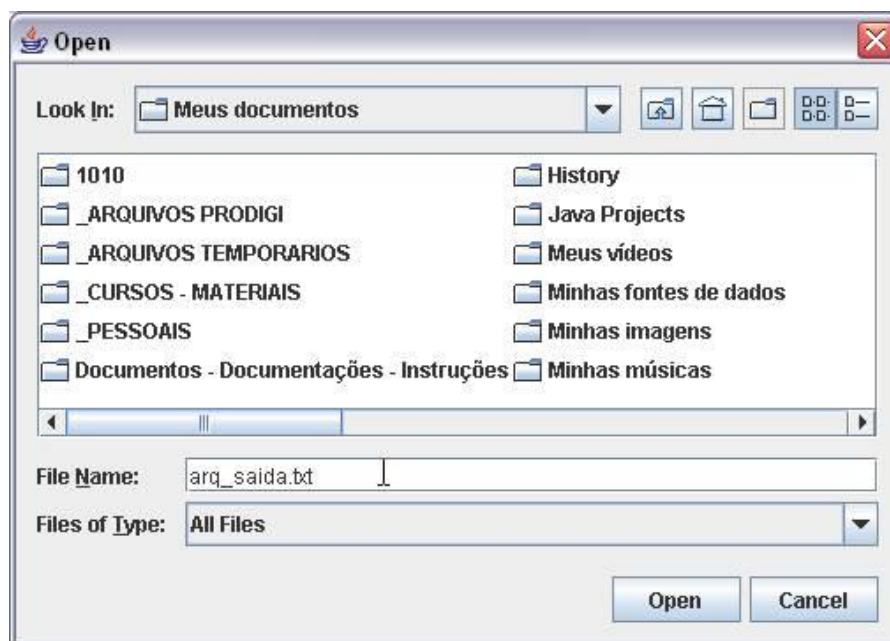 Open
Look In: Meus documentos
1010
_ARQUIVOS PRODIGI
_ARQUIVOS TEMPORARIOS
_CURSOS - MATERIAIS
_PESSOAIS
Documentos - Documentações - Instruções
History
Java Projects
Meus vídeos
Minhas fontes de dados
Minhas imagens
Minhas músicas
File Name: arq_saida.txt
Files of Type: All Files
Open Cancel